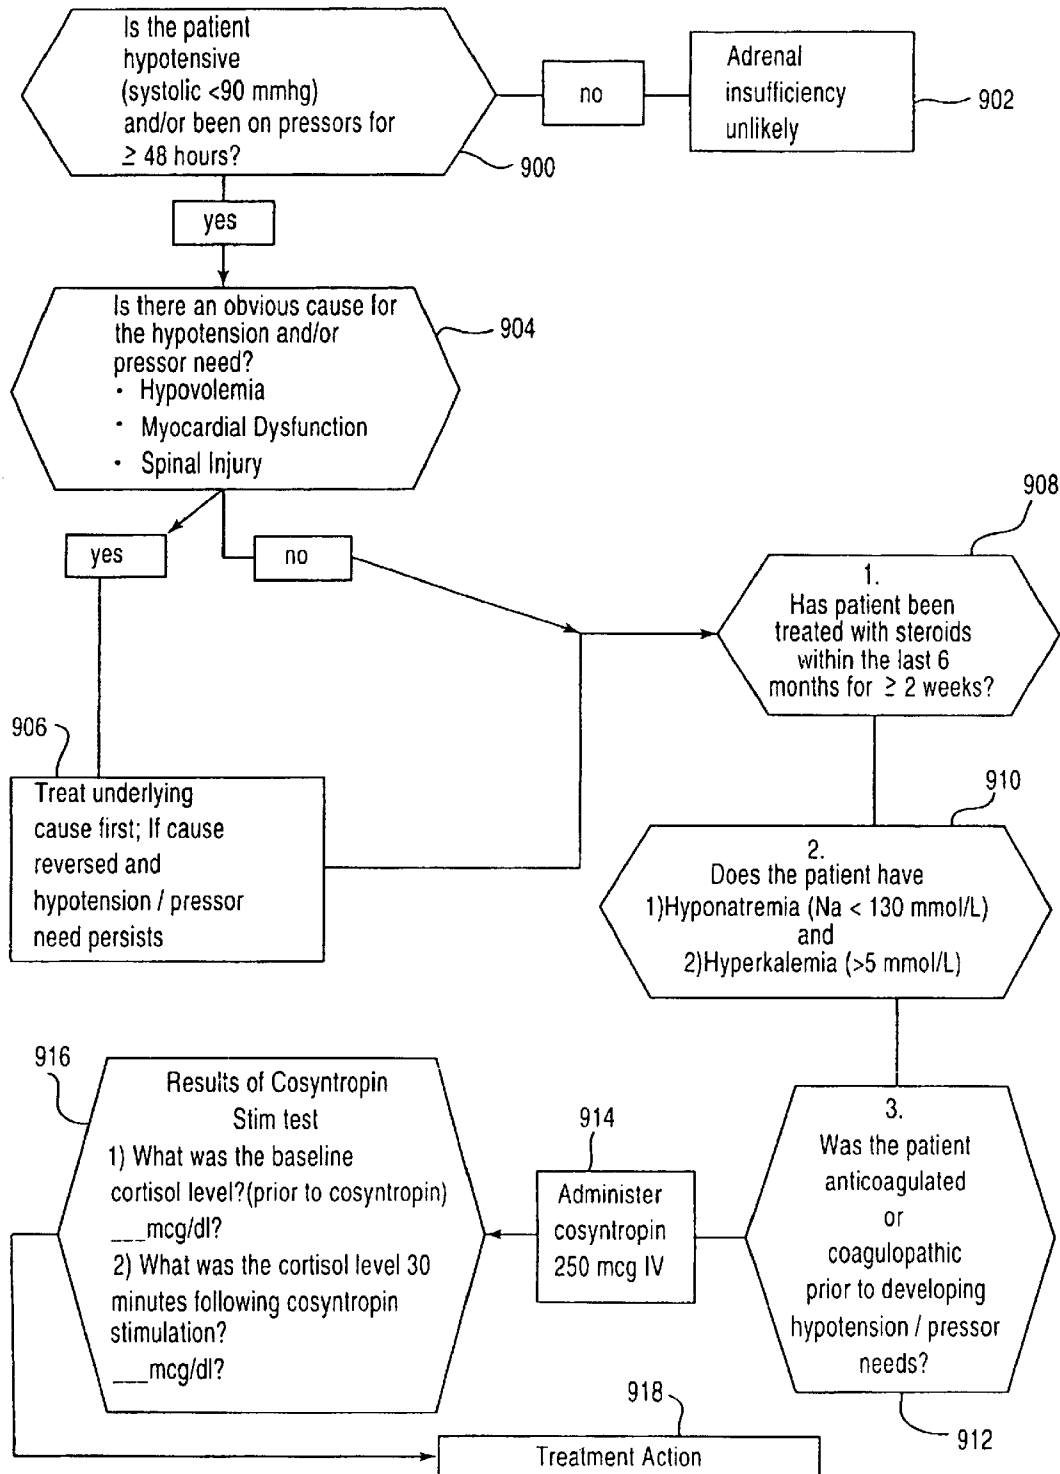 Is the patient
hypotensive
(systolic <90 mmhg)
and/or been on pressors for
≥ 48 hours?
900
no
Adrenal
insufficiency
unlikely
902
yes
Is there an obvious cause for
the hypotension and/or
pressor need?
· Hypovolemia
· Myocardial Dysfunction
· Spinal Injury
904
yes
no
908
1.
Has patient been
treated with steroids
within the last 6
months for ≥ 2 weeks?
906
Treat underlying
cause first; If cause
reversed and
hypotension / pressor
need persists
910
2.
Does the patient have
1)Hyponatremia (Na < 130 mmol/L)
and
2)Hyperkalemia (>5 mmol/L)
3.
Was the patient
anticoagulated
or
coagulopathic
prior to developing
hypotension / pressor
needs?
912
914
Administer
cosyntropin
250 mcg IV
916
Results of Cosyntropin
Stim test
1) What was the baseline
cortisol level?(prior to cosyntropin)
___mcg/dl?
2) What was the cortisol level 30
minutes following cosyntropin
stimulation?
___mcg/dl?
918
Treatment Action